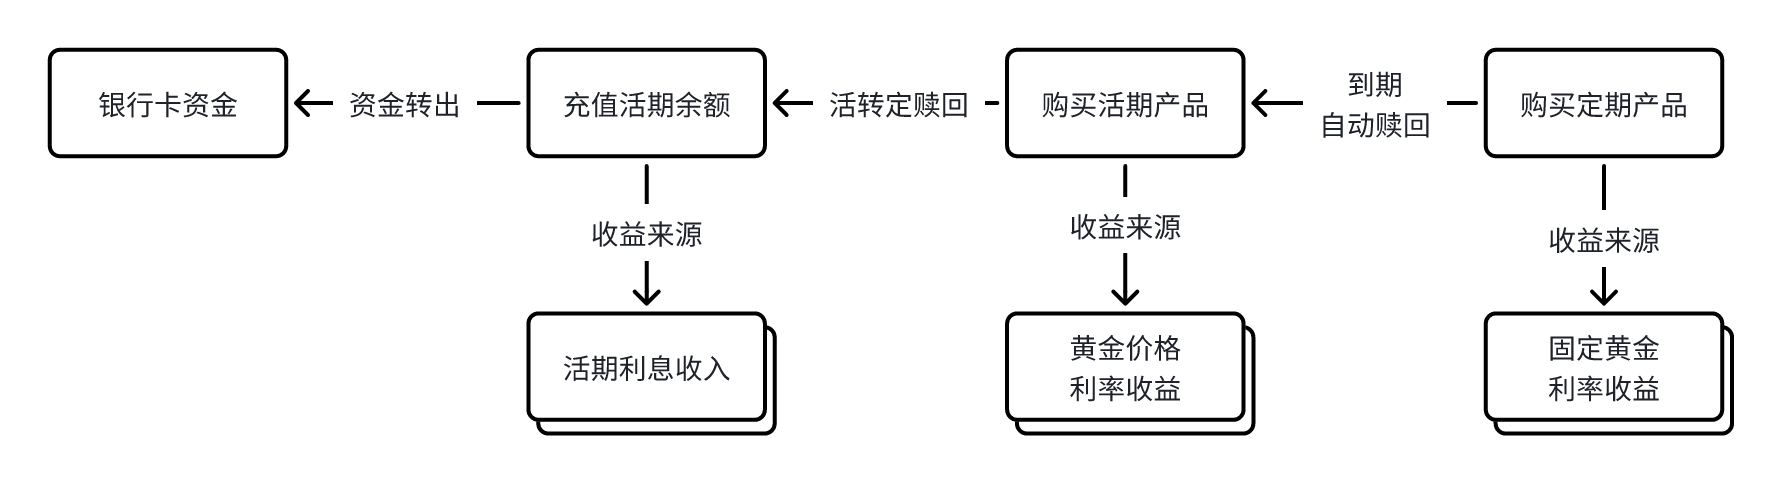 银行卡资金
资金转出
充值活期余额
活转定赎回
购买活期产品
到期
自动赎回
购买定期产品
收益来源
收益来源
收益来源
活期利息收入
黄金价格
利率收益
固定黄金
利率收益